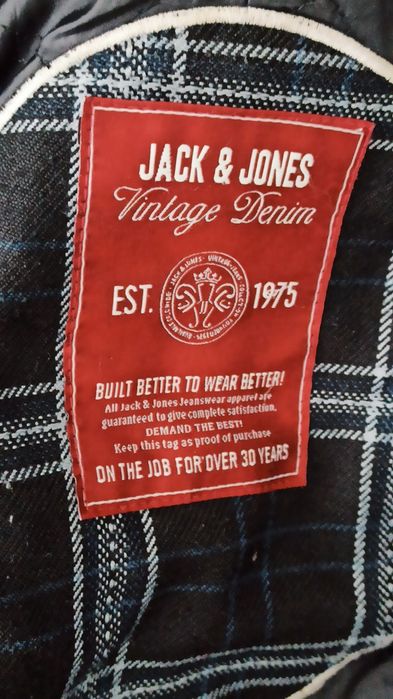 JACK & JONES
Vintage Denim
EST. 1975
BUILT BETTER TO WEAR BETTER!
All Jack & Jones Jeanswear apparel are
guaranteed to give complete satisfaction.
DEMAND THE BEST!
Keep this tag as proof of purchase
ON THE JOB FOR OVER 30 YEARS